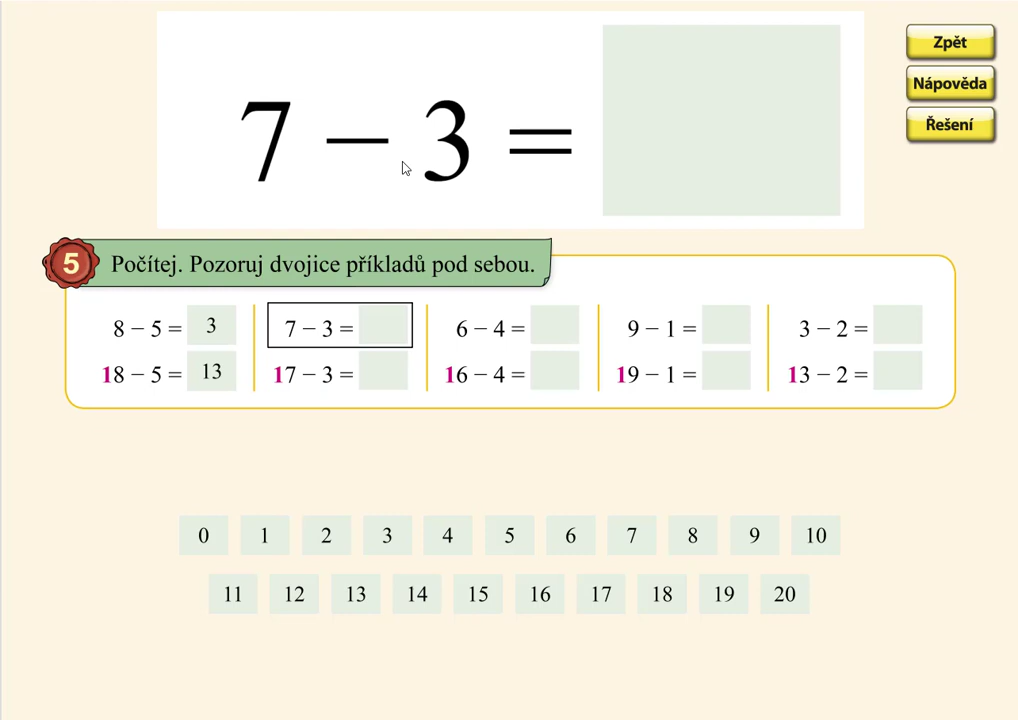 7 − 3 =
Zpět
Nápověda
Řešení
5 Počítej. Pozoruj dvojice příkladů pod sebou.
8 − 5 = 3 7 − 3 = 6 − 4 = 9 − 1 = 3 − 2 =
18 − 5 = 13 17 − 3 = 16 − 4 = 19 − 1 = 13 − 2 =
0 1 2 3 4 5 6 7 8 9 10
11 12 13 14 15 16 17 18 19 20